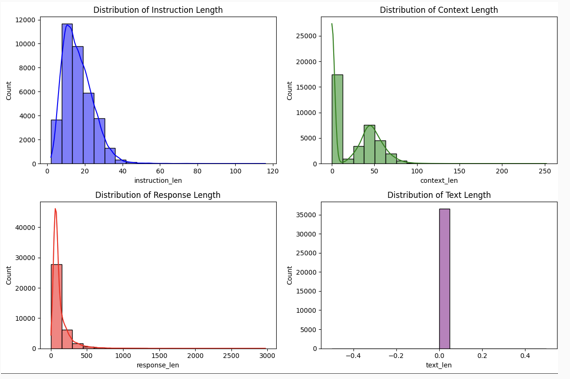 Distribution of Instruction Length
12000
10000
8000
6000
4000
2000
0
Count
0 20 40 60 80 100 120
instruction_len
Distribution of Context Length
25000
20000
15000
10000
5000
0
Count
0 50 100 150 200 250
context_len
Distribution of Response Length
40000
30000
20000
10000
0
Count
0 500 1000 1500 2000 2500 3000
response_len
Distribution of Text Length
35000
30000
25000
20000
15000
10000
5000
0
Count
−0.4 −0.2 0.0 0.2 0.4
text_len